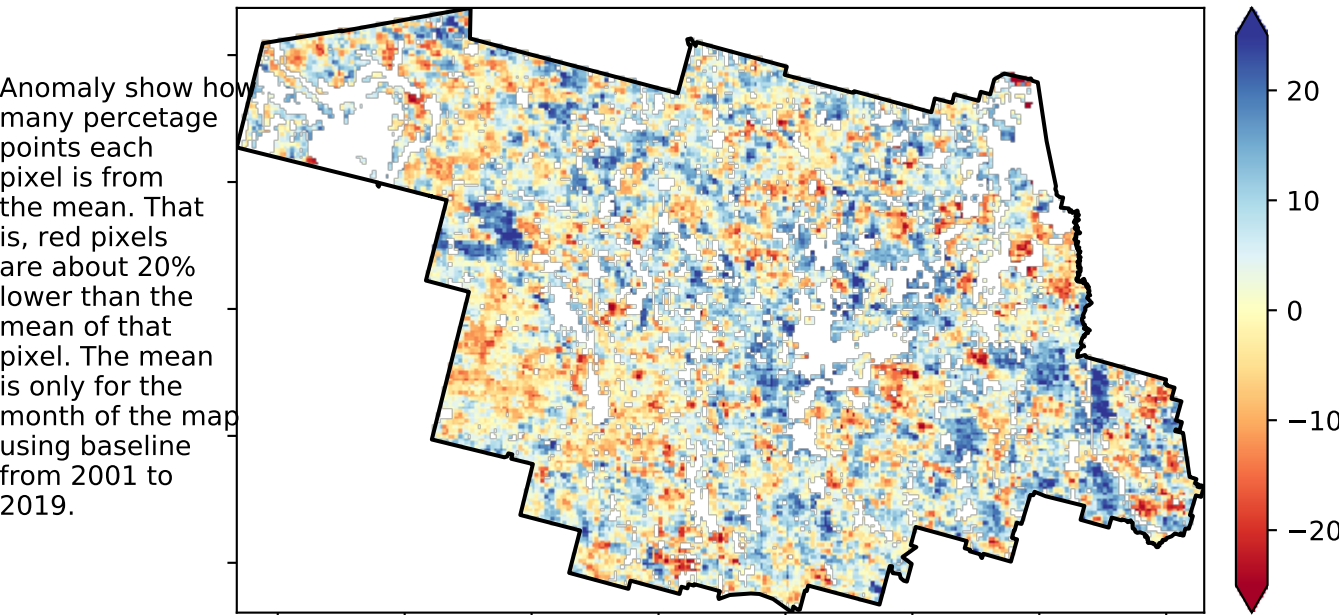 Anomaly show how
many percetage
points each
pixel is from
the mean. That
is, red pixels
are about 20%
lower than the
mean of that
pixel. The mean
is only for the
month of the map
using baseline
from 2001 to
2019.
20
10
0
−10
−20